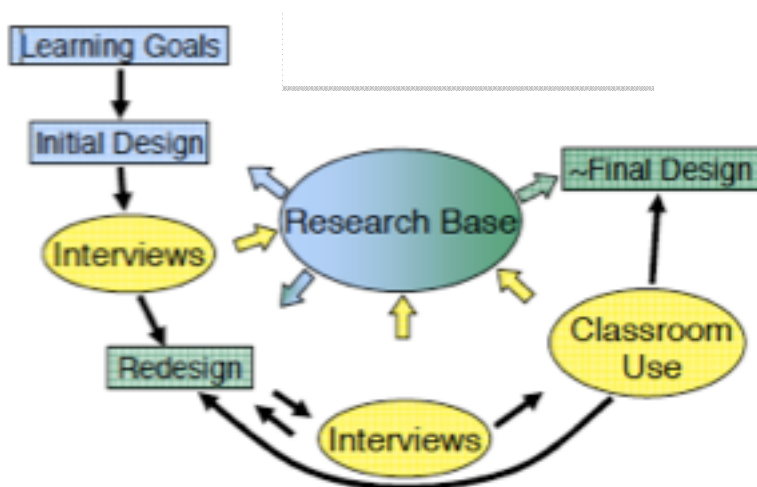 Learning Goals
Initial Design
Research Base
~Final Design
Interviews
Classroom
Use
Redesign
Interviews